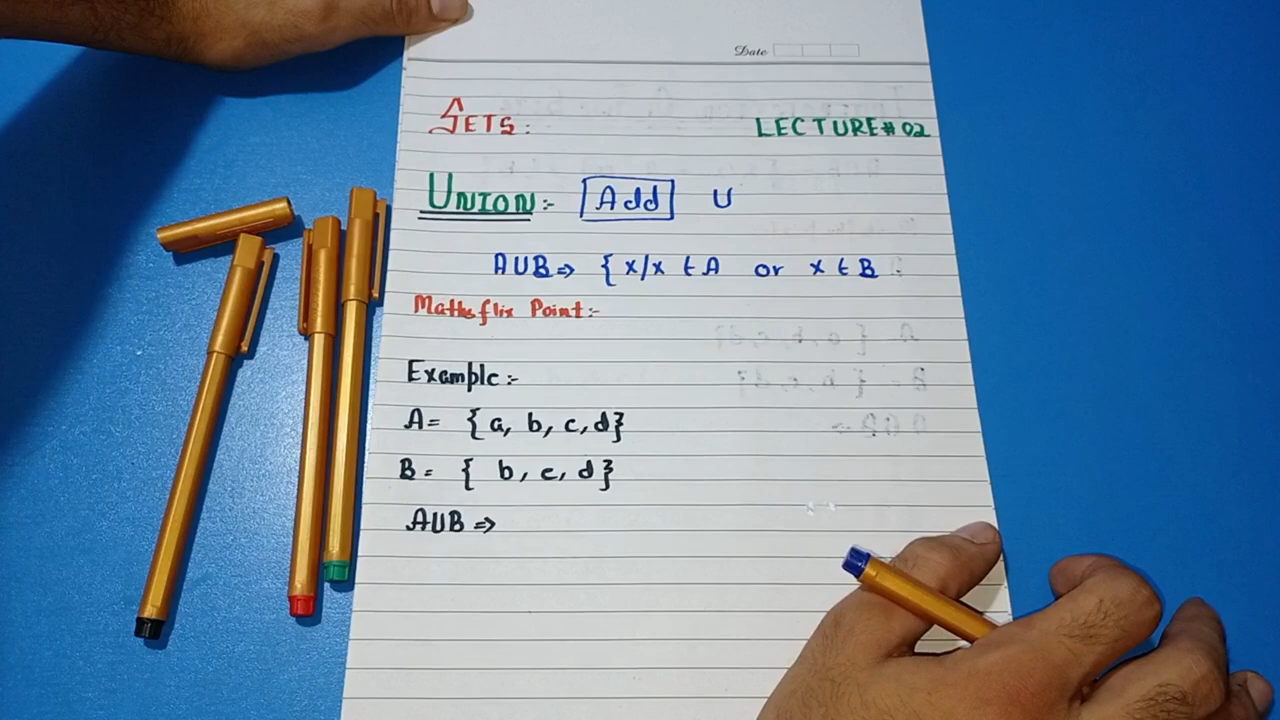 Date
SETS:
LECTURE# 02
UNION:- Add U
AUB⇒ {x/x ∈ A or x ∈ B
Mathsflix Point:-
Example:-
A= {a, b, c, d}
B= { b, c, d}
AUB ⇒